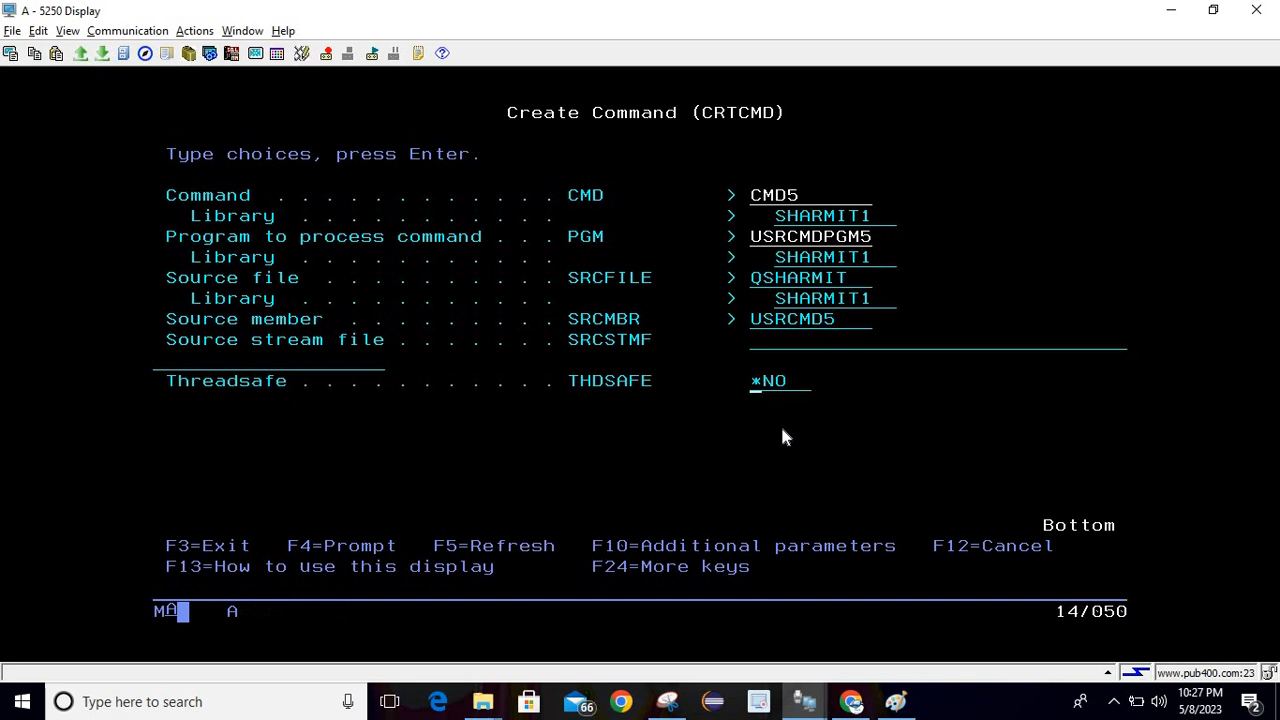 A - 5250 Display
File Edit View Communication Actions Window Help
Create Command (CRTCMD)
Type choices, press Enter.
Command . . . . . . . . . . . . CMD > CMD5
Library . . . . . . . . . . . > SHARMIT1
Program to process command . . . PGM > USRCMDPGM5
Library . . . . . . . . . . . > SHARMIT1
Source file . . . . . . . . . . SRCFILE > QSHARMIT
Library . . . . . . . . . . . > SHARMIT1
Source member . . . . . . . . . SRCMBR > USRCMD5
Source stream file . . . . . . . SRCSTMF
Threadsafe . . . . . . . . . . . THDSAFE *NO
Bottom
F3=Exit F4=Prompt F5=Refresh F10=Additional parameters F12=Cancel
F13=How to use this display F24=More keys
MA A 14/050
www.pub400.com:23
Type here to search 66 10:27 PM
5/8/2023 2